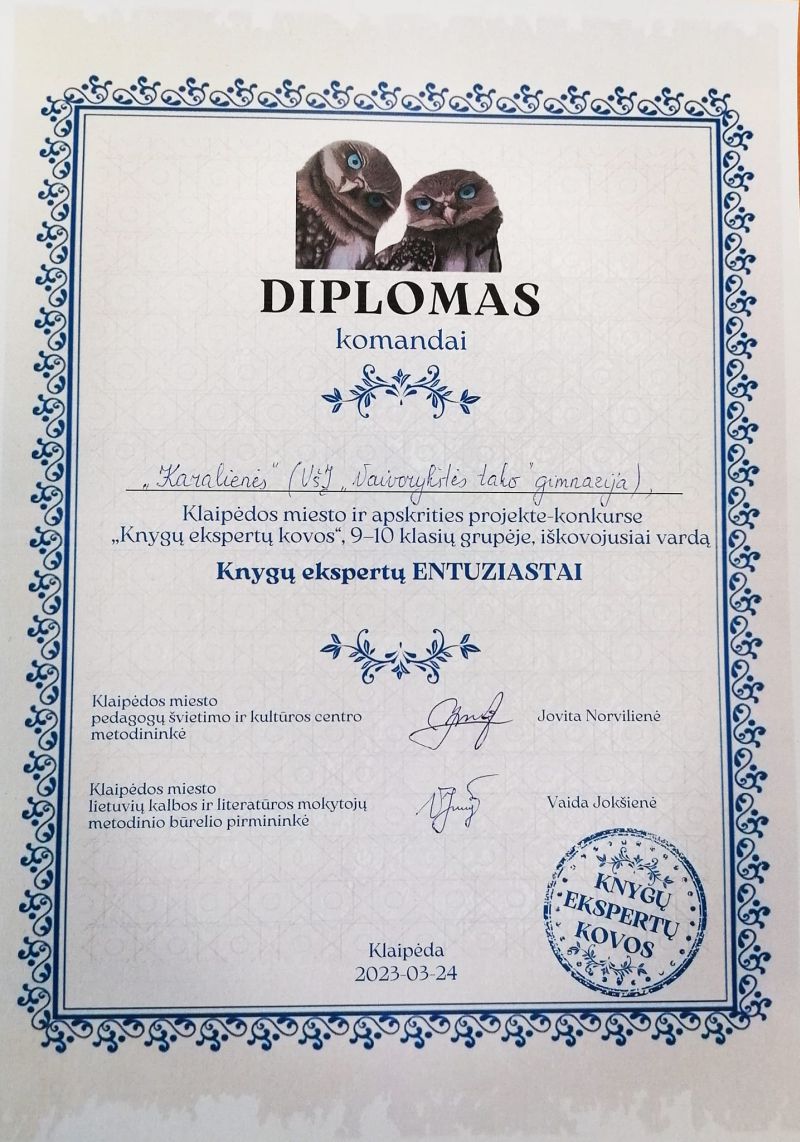 DIPLOMAS
komandai
„Karalienės" (VšĮ „Vaivorykštės tako" gimnazija),
Klaipėdos miesto ir apskrities projekte-konkurse
„Knygų ekspertų kovos“, 9–10 klasių grupėje, iškovojusiai vardą
Knygų ekspertų ENTUZIASTAI
Klaipėdos miesto
pedagogų švietimo ir kultūros centro
metodininkė
Jovita Norvilienė
Klaipėdos miesto
lietuvių kalbos ir literatūros mokytojų
metodinio būrelio pirmininkė
Vaida Jokšienė
KNYGŲ
EKSPERTŲ
KOVOS
Klaipėda
2023-03-24